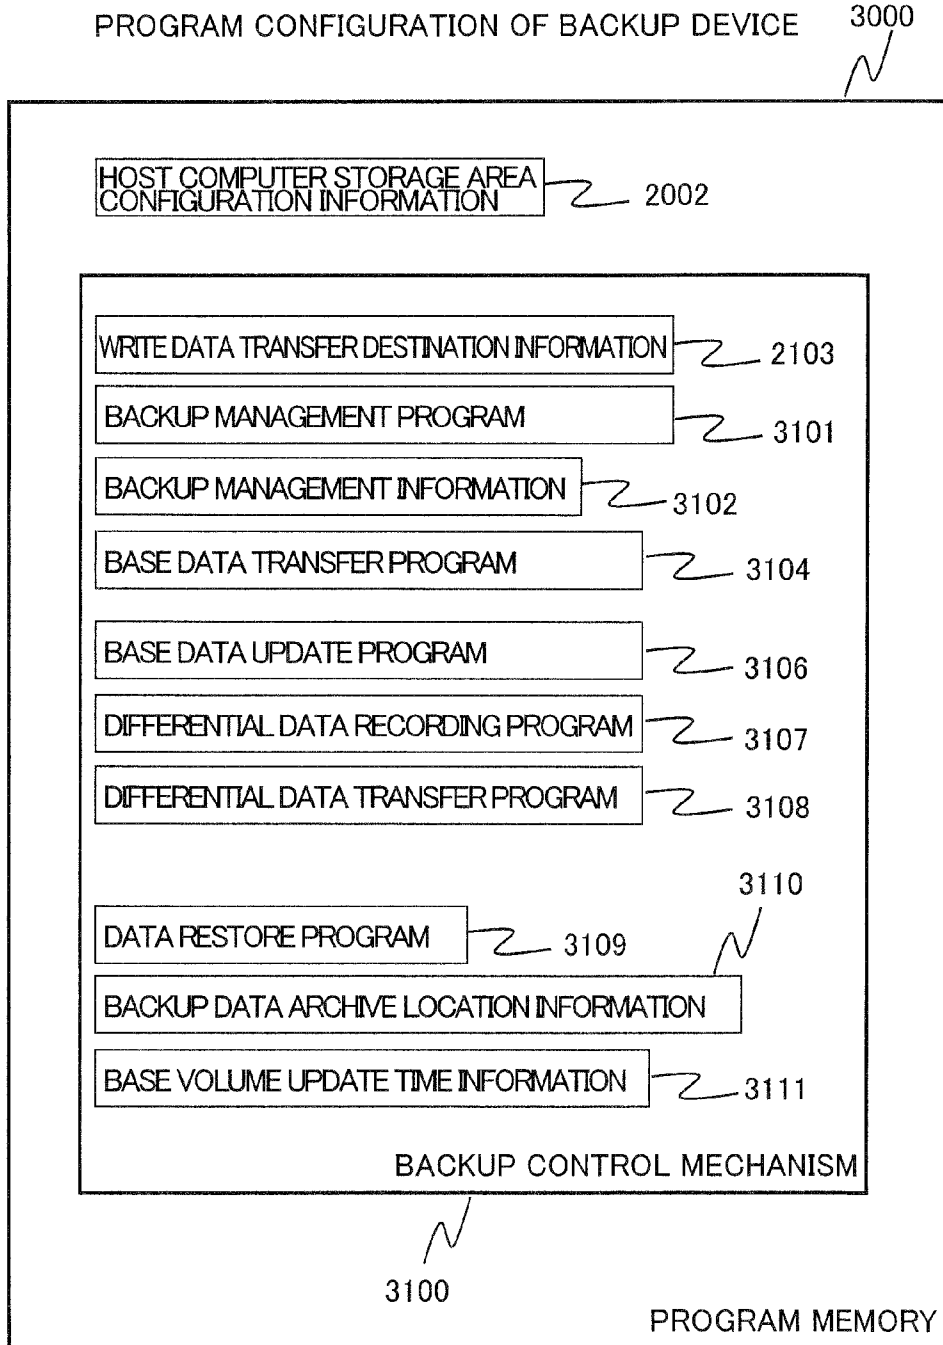 PROGRAM CONFIGURATION OF BACKUP DEVICE
3000
HOST COMPUTER STORAGE AREA
CONFIGURATION INFORMATION
2002
WRITE DATA TRANSFER DESTINATION INFORMATION
2103
BACKUP MANAGEMENT PROGRAM
3101
BACKUP MANAGEMENT INFORMATION
3102
BASE DATA TRANSFER PROGRAM
3104
BASE DATA UPDATE PROGRAM
3106
DIFFERENTIAL DATA RECORDING PROGRAM
3107
DIFFERENTIAL DATA TRANSFER PROGRAM
3108
3110
DATA RESTORE PROGRAM
3109
BACKUP DATA ARCHIVE LOCATION INFORMATION
BASE VOLUME UPDATE TIME INFORMATION
3111
BACKUP CONTROL MECHANISM
3100
PROGRAM MEMORY